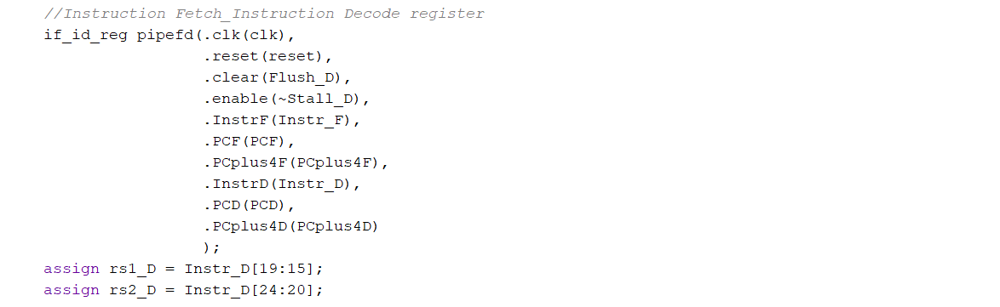 //Instruction Fetch_Instruction Decode register
if_id_reg pipefd(.clk(clk),
.reset(reset),
.clear(Flush_D),
.enable(~Stall_D),
.InstrF(Instr_F),
.PCF(PCF),
.PCplus4F(PCplus4F),
.InstrD(Instr_D),
.PCD(PCD),
.PCplus4D(PCplus4D)
);
assign rs1_D = Instr_D[19:15];
assign rs2_D = Instr_D[24:20];